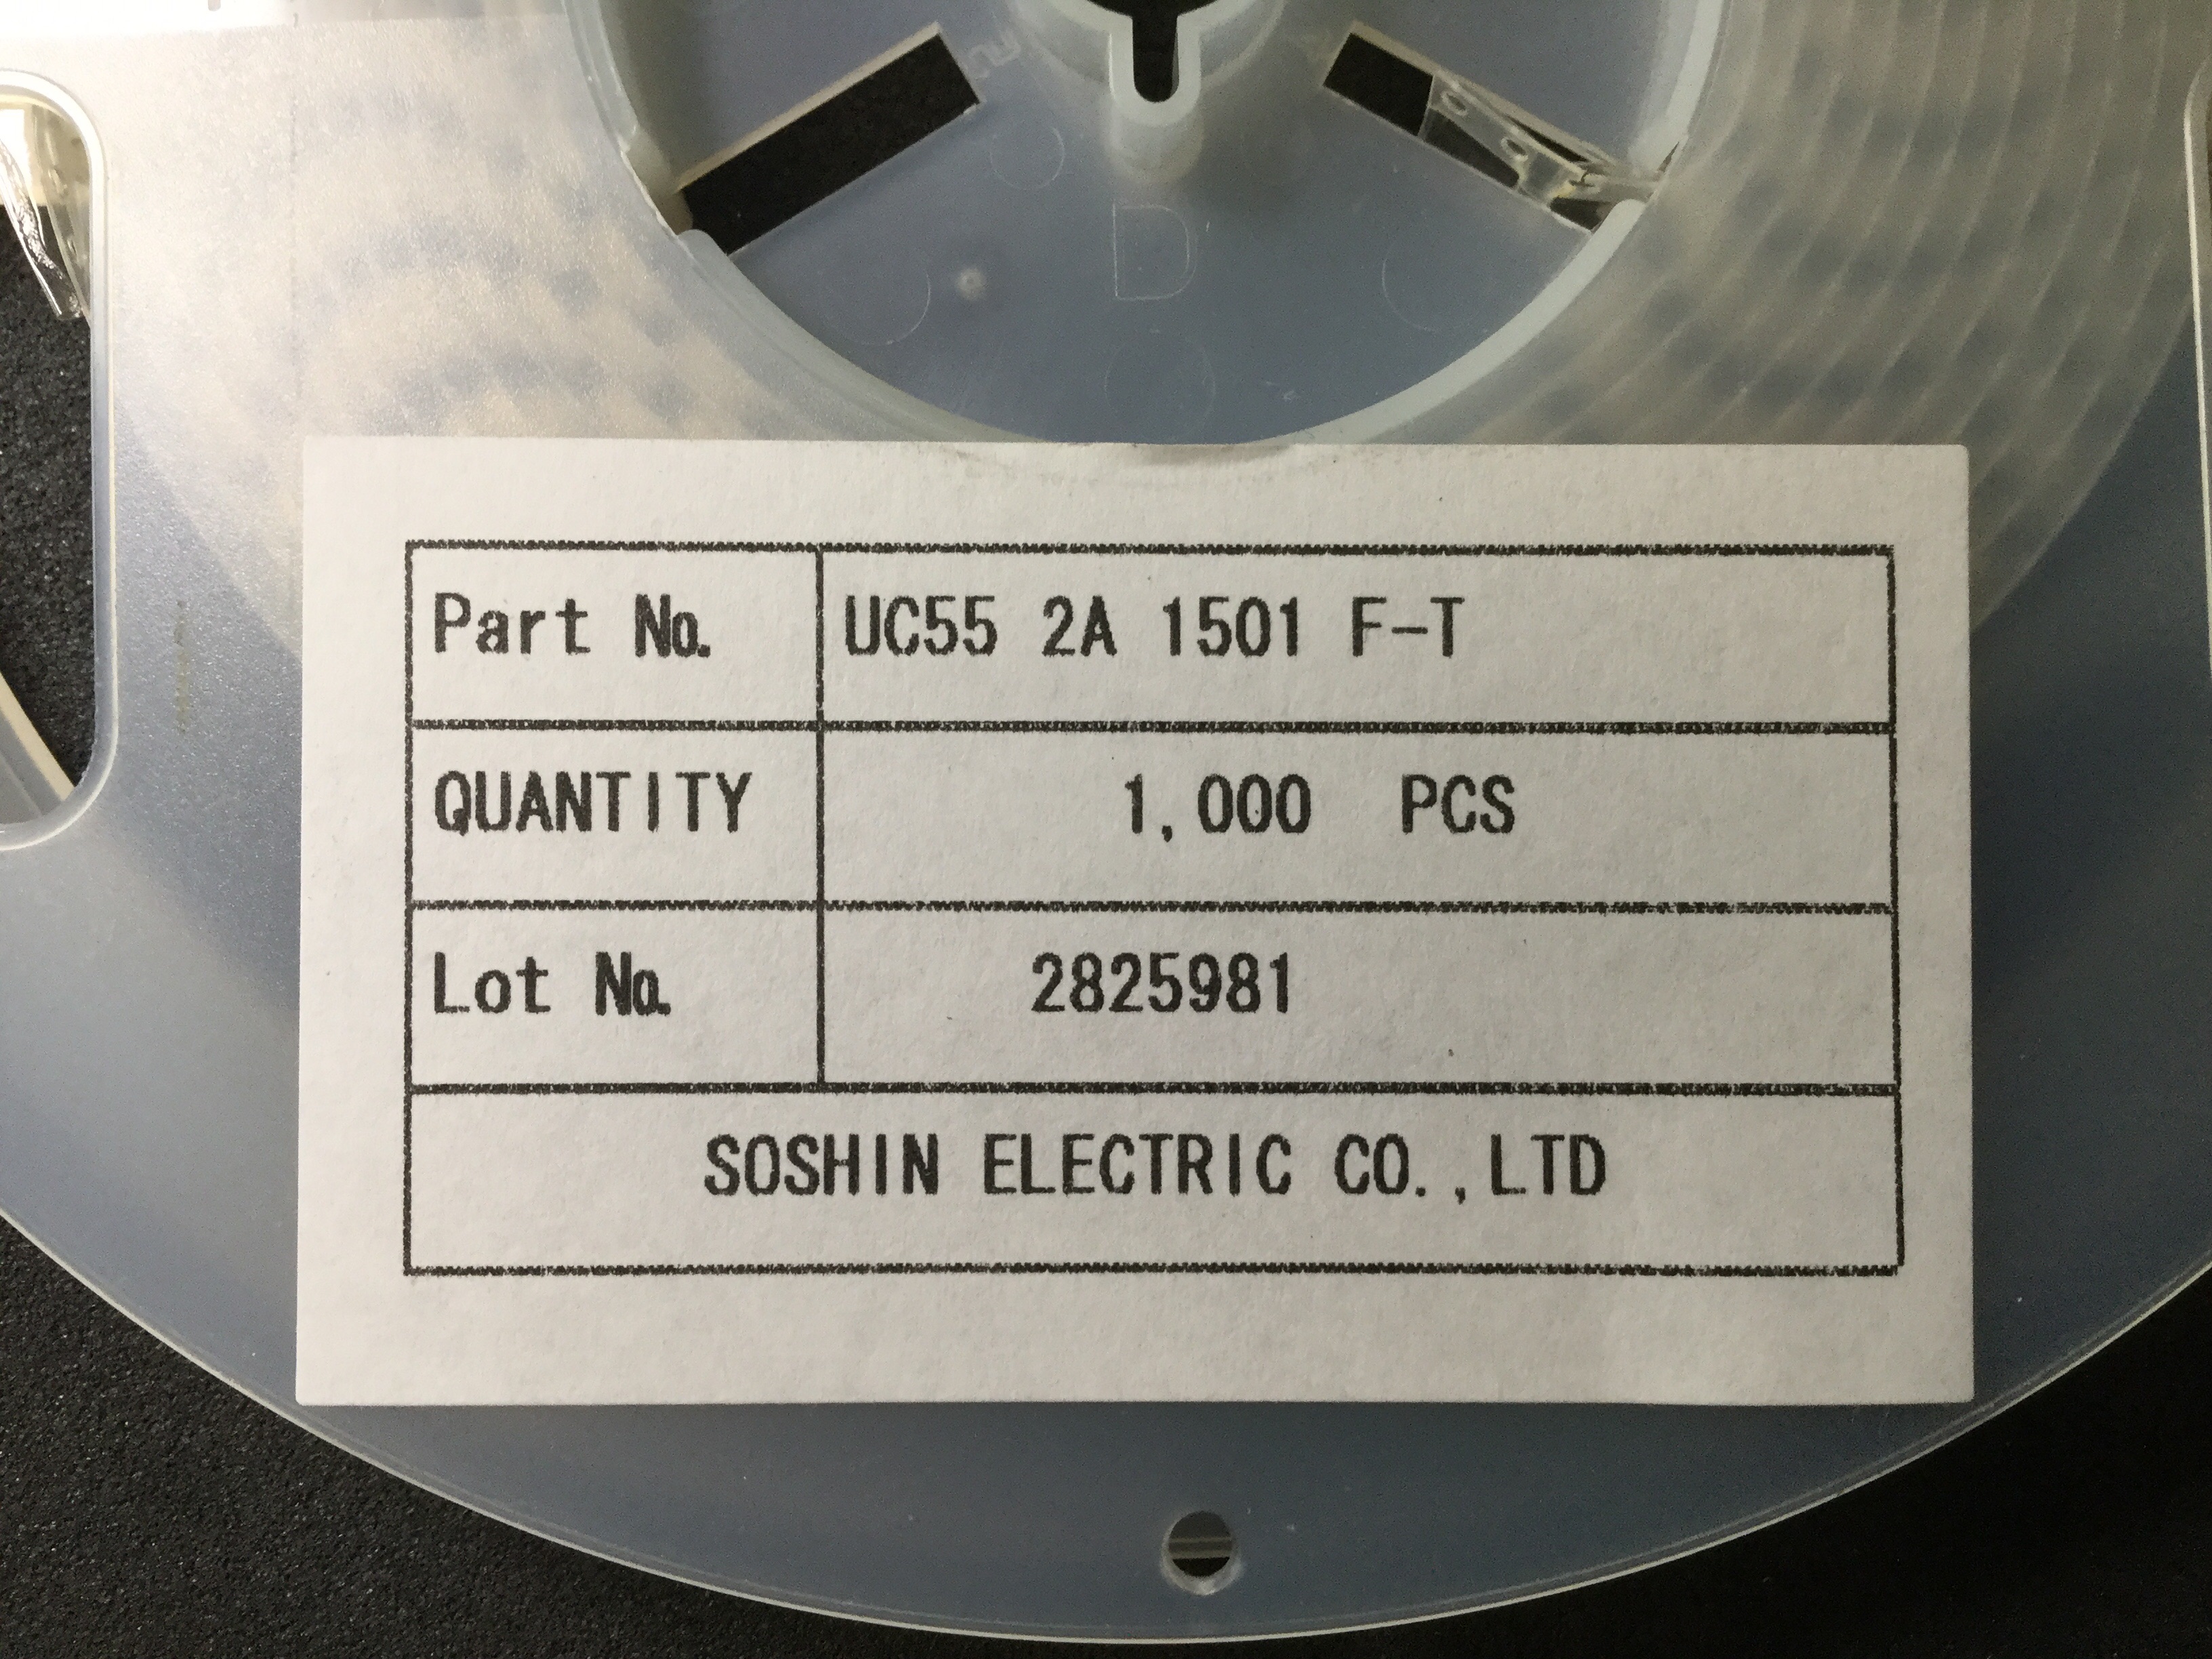 D
Part No. UC55 2A 1501 F-T
QUANTITY 1,000 PCS
Lot No. 2825981
SOSHIN ELECTRIC CO.,LTD